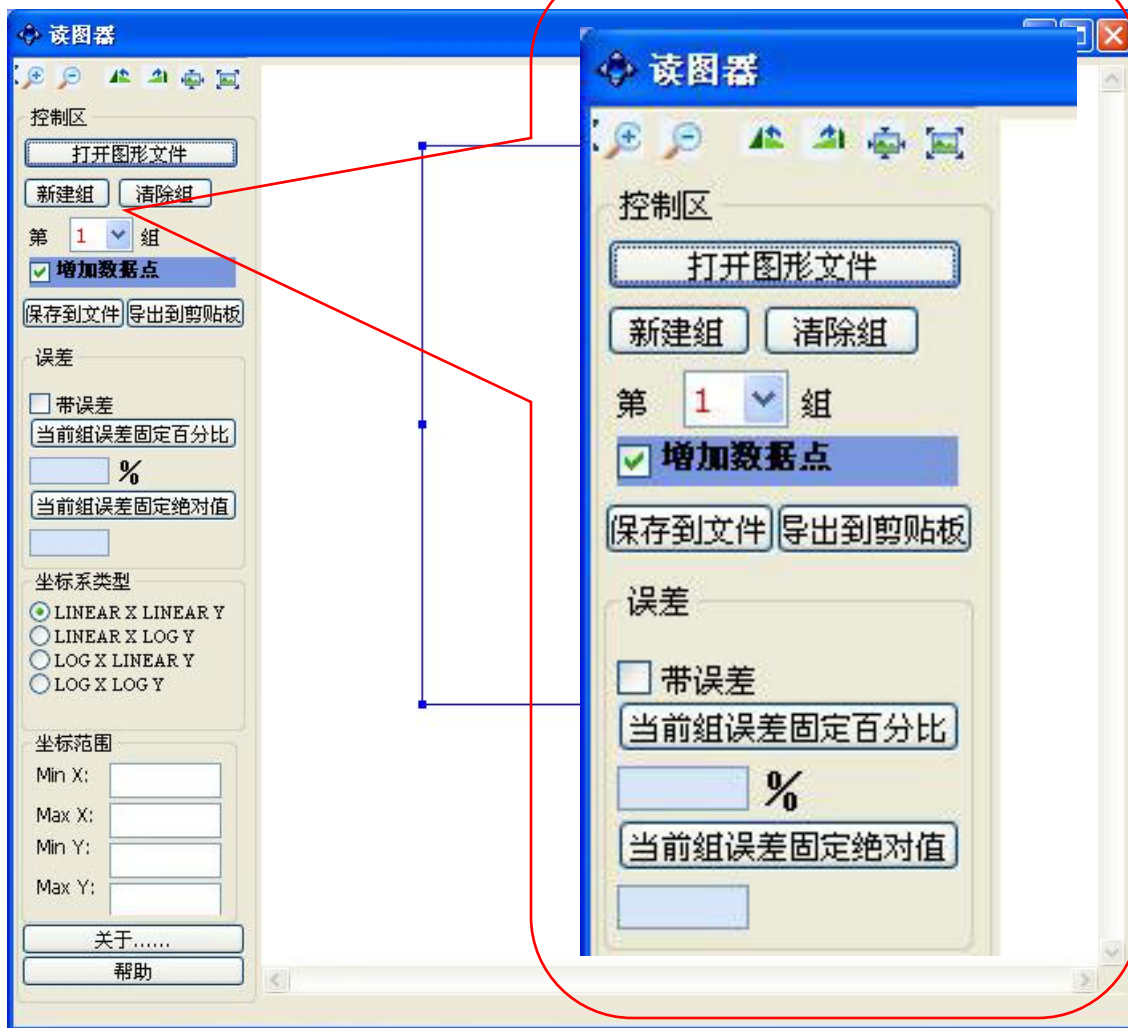 读图器
控制区
打开图形文件
新建组 清除组
第 1 组
增加数据点
保存到文件 导出到剪贴板
误差
带误差
当前组误差固定百分比
%
当前组误差固定绝对值
坐标系类型
LINEAR X LINEAR Y
LINEAR X LOG Y
LOG X LINEAR Y
LOG X LOG Y
坐标范围
Min X:
Max X:
Min Y:
Max Y:
关于......
帮助
读图器
控制区
打开图形文件
新建组 清除组
第 1 组
增加数据点
保存到文件 导出到剪贴板
误差
带误差
当前组误差固定百分比
%
当前组误差固定绝对值